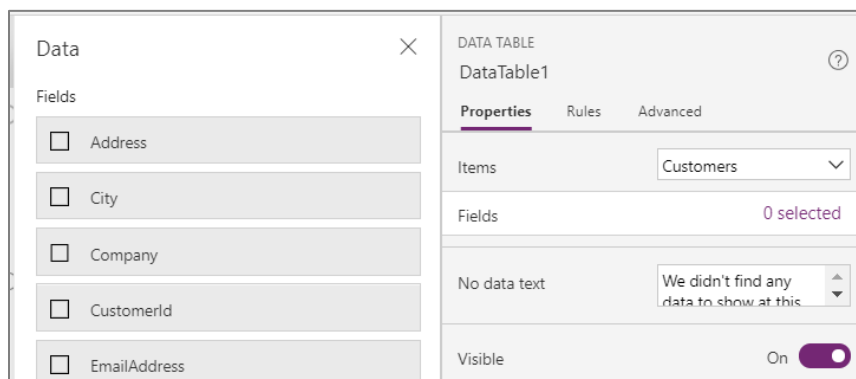 Data
Fields
Address
City
Company
CustomerId
EmailAddress
DATA TABLE
DataTable1
?
Properties Rules Advanced
Items Customers
Fields 0 selected
No data text We didn't find any
data to show at this
Visible On